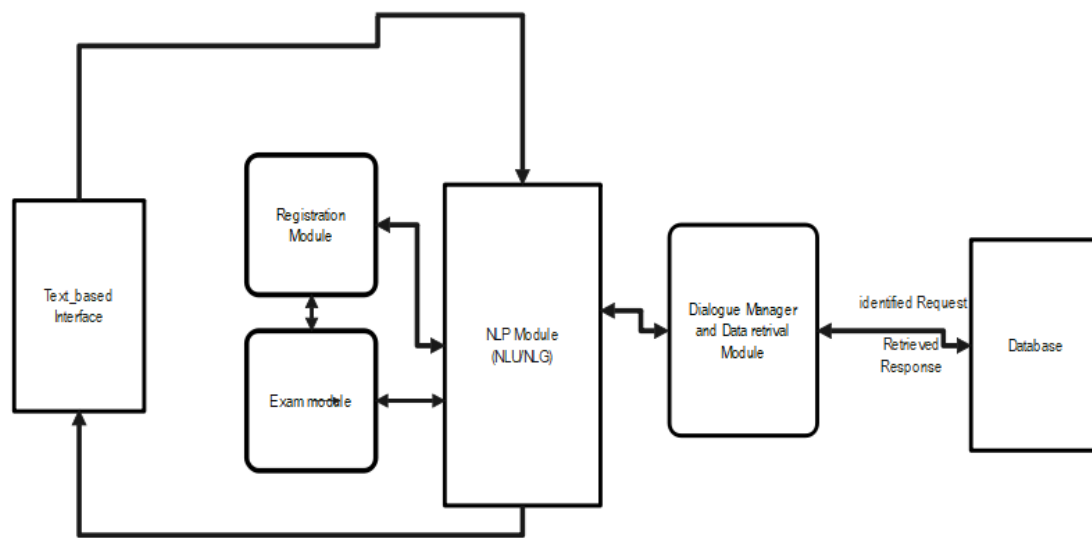 Registration
Module
Text_based
Interface
Exam module
NLP Module
(NLU/NLG)
Dialogue Manager
and Data retrival
Module
identified Request
Retrieved
Response
Database